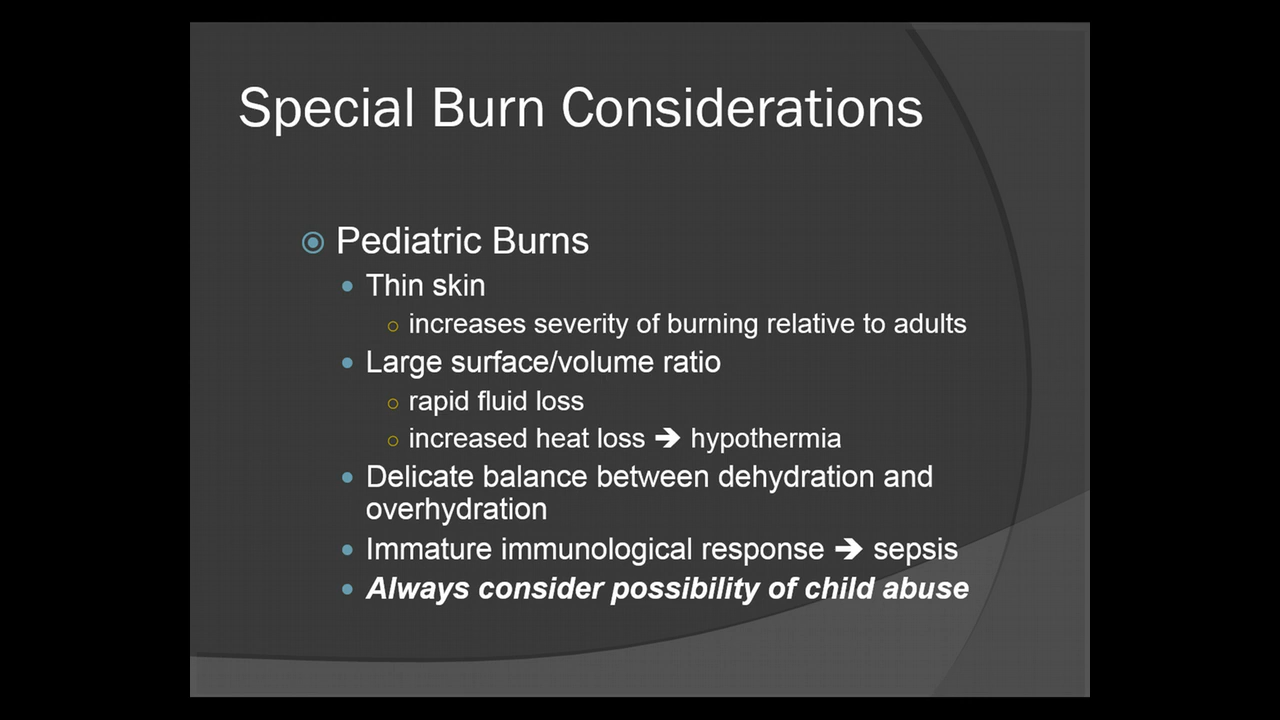 Special Burn Considerations
Pediatric Burns
Thin skin
increases severity of burning relative to adults
Large surface/volume ratio
rapid fluid loss
increased heat loss ➔ hypothermia
Delicate balance between dehydration and
overhydration
Immature immunological response ➔ sepsis
Always consider possibility of child abuse